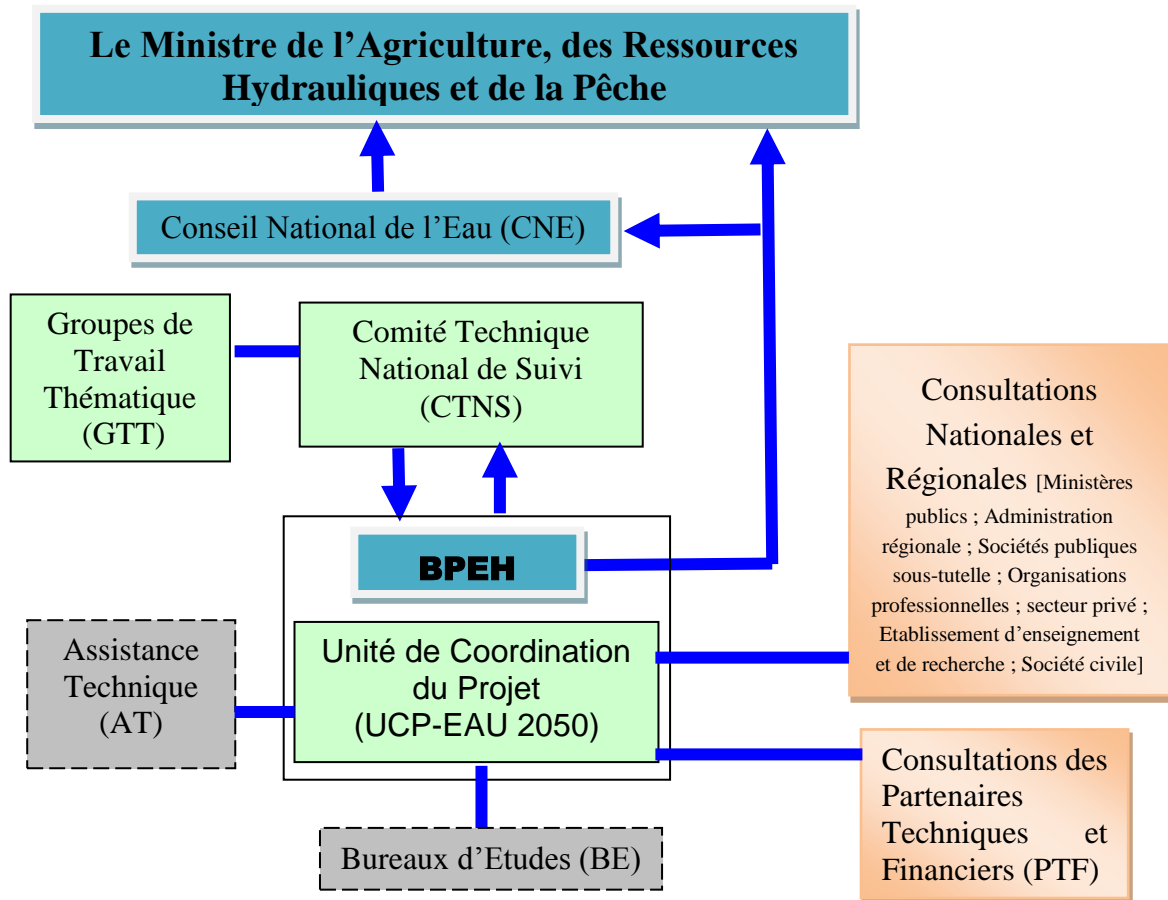 Le Ministre de l’Agriculture, des Ressources
Hydrauliques et de la Pêche
Conseil National de l’Eau (CNE)
Groupes de
Travail
Thématique
(GTT)
Comité Technique
National de Suivi
(CTNS)
Consultations
Nationales et
Régionales [Ministères
publics ; Administration
régionale ; Sociétés publiques
sous-tutelle ; Organisations
professionnelles ; secteur privé ;
Etablissement d’enseignement
et de recherche ; Société civile]
BPEH
Assistance
Technique
(AT)
Unité de Coordination
du Projet
(UCP-EAU 2050)
Consultations des
Partenaires
Techniques et
Financiers (PTF)
Bureaux d’Etudes (BE)